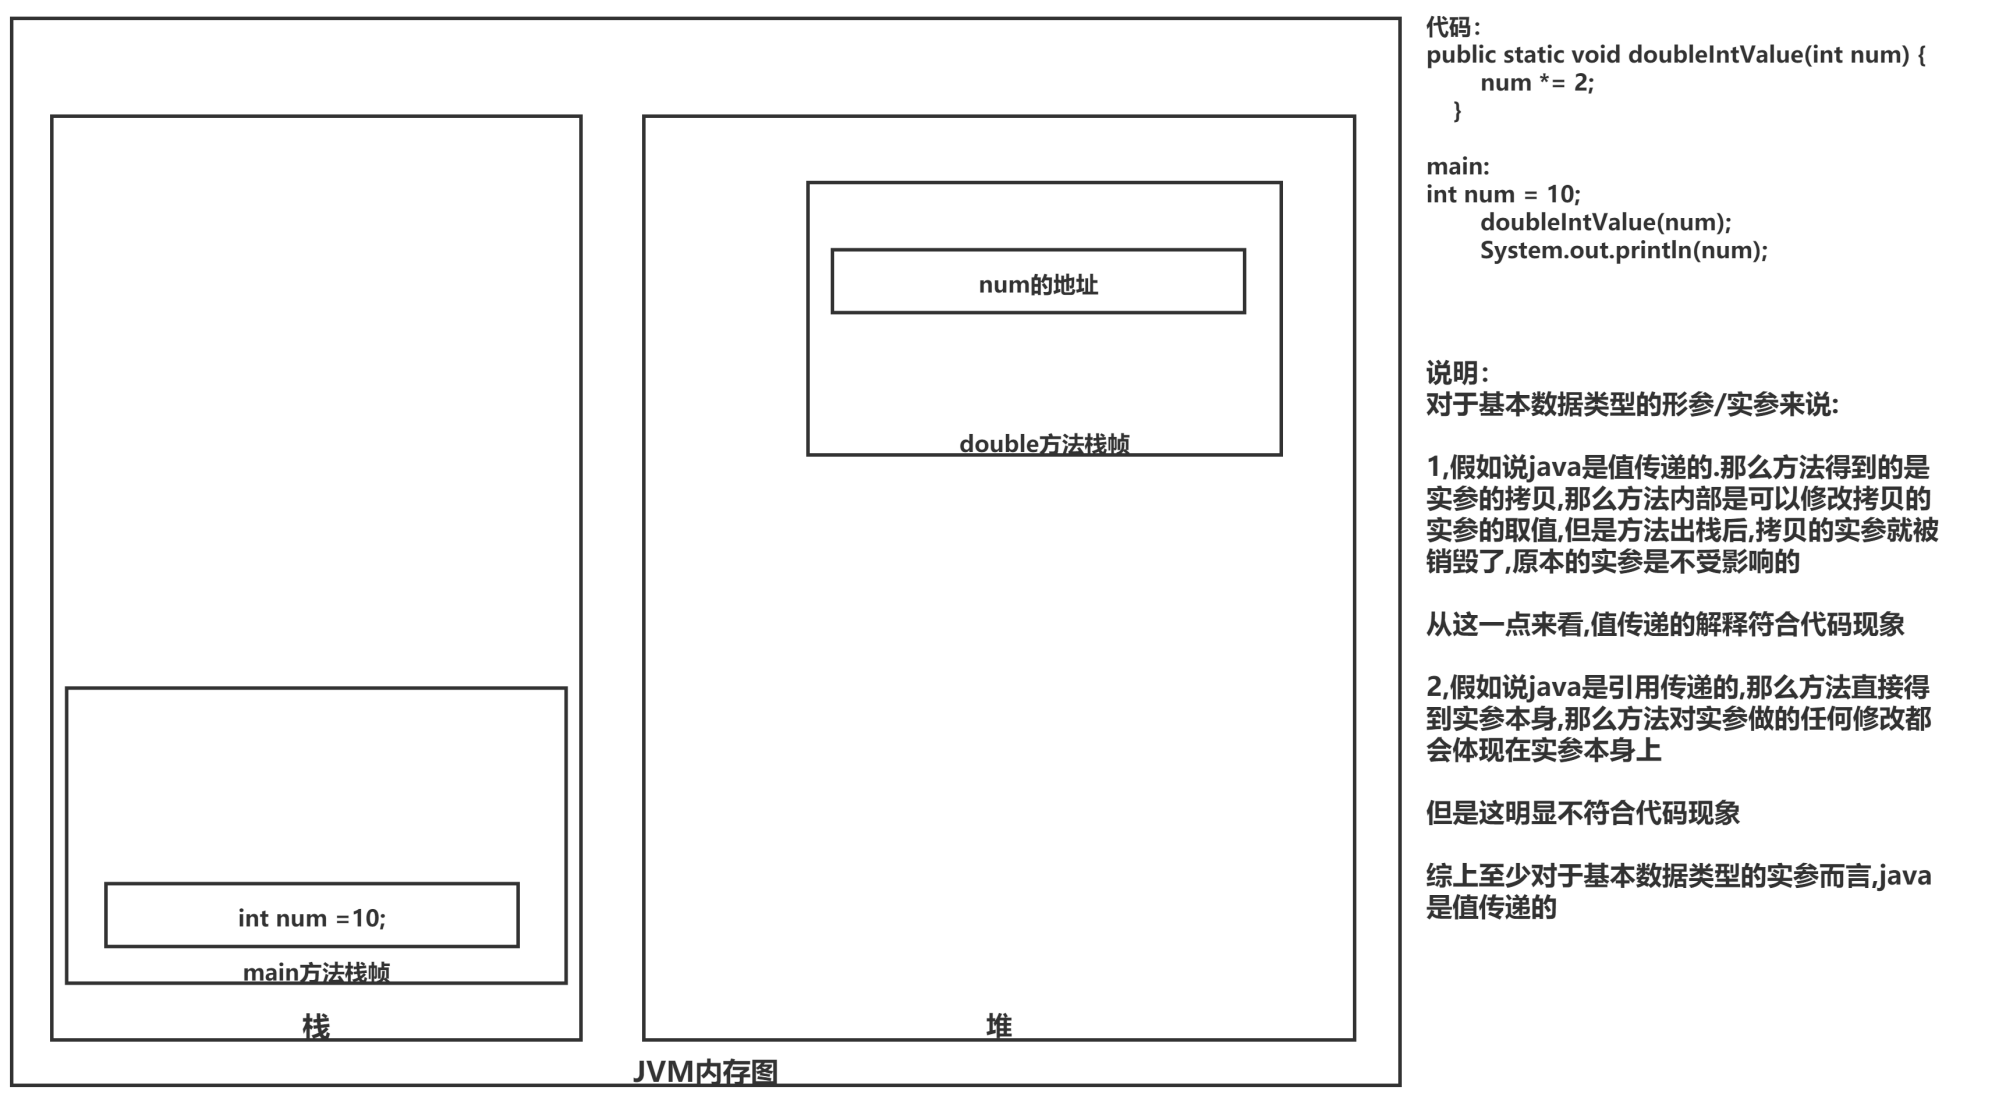 num的地址
double方法栈帧
int num =10;
main方法栈帧
栈
堆
JVM内存图
代码：
public static void doubleIntValue(int num) {
num *= 2;
}
main:
int num = 10;
doubleIntValue(num);
System.out.println(num);
说明：
对于基本数据类型的形参/实参来说:
1,假如说java是值传递的.那么方法得到的是
实参的拷贝,那么方法内部是可以修改拷贝的
实参的取值,但是方法出栈后,拷贝的实参就被
销毁了,原本的实参是不受影响的
从这一点来看,值传递的解释符合代码现象
2,假如说java是引用传递的,那么方法直接得
到实参本身,那么方法对实参做的任何修改都
会体现在实参本身上
但是这明显不符合代码现象
综上至少对于基本数据类型的实参而言,java
是值传递的